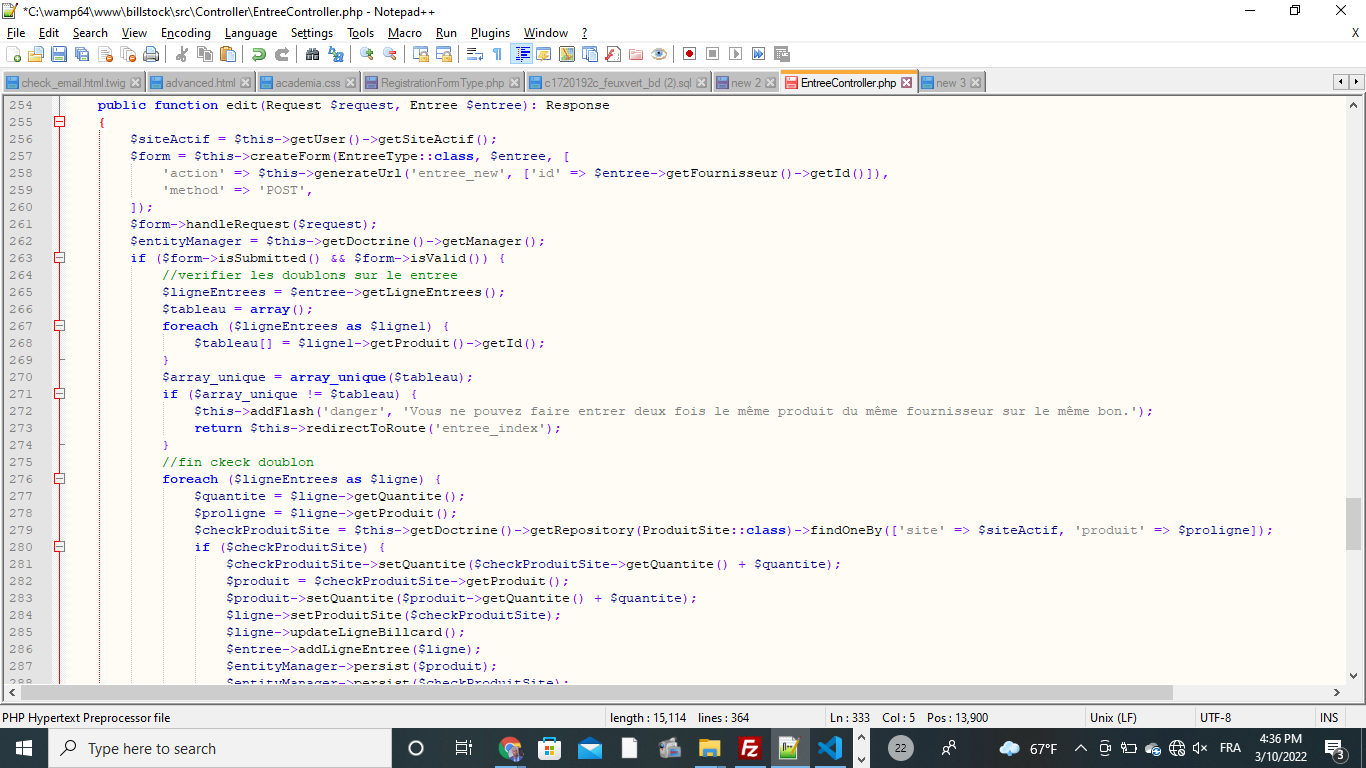 *C:\wamp64\www\billstock\src\Controller\EntreeController.php - Notepad++
File Edit Search View Encoding Language Settings Tools Macro Run Plugins Window ? X
check_email.html.twig advanced.html academia.css RegistrationFormType.php c1720192c_feuxvert_bd (2).sql new 2 EntreeController.php new 3
254 public function edit(Request $request, Entree $entree): Response
255 {
256 $siteActif = $this->getUser()->getSiteActif();
257 $form = $this->createForm(EntreeType::class, $entree, [
258 'action' => $this->generateUrl('entree_new', ['id' => $entree->getFournisseur()->getId()]),
259 'method' => 'POST',
260 ]);
261 $form->handleRequest($request);
262 $entityManager = $this->getDoctrine()->getManager();
263 if ($form->isSubmitted() && $form->isValid()) {
264 //verifier les doublons sur le entree
265 $ligneEntrees = $entree->getLigneEntrees();
266 $tableau = array();
267 foreach ($ligneEntrees as $lignel) {
268 $tableau[] = $lignel->getProduit()->getId();
269 }
270 $array_unique = array_unique($tableau);
271 if ($array_unique != $tableau) {
272 $this->addFlash('danger', 'Vous ne pouvez faire entrer deux fois le même produit du même fournisseur sur le même bon.');
273 return $this->redirectToRoute('entree_index');
274 }
275 //fin ckeck doublon
276 foreach ($ligneEntrees as $ligne) {
277 $quantite = $ligne->getQuantite();
278 $proligne = $ligne->getProduit();
279 $checkProduitSite = $this->getDoctrine()->getRepository(ProduitSite::class)->findOneBy(['site' => $siteActif, 'produit' => $proligne]);
280 if ($checkProduitSite) {
281 $checkProduitSite->setQuantite($checkProduitSite->getQuantite() + $quantite);
282 $produit = $checkProduitSite->getProduit();
283 $produit->setQuantite($produit->getQuantite() + $quantite);
284 $ligne->setProduitSite($checkProduitSite);
285 $ligne->updateLigneBillcard();
286 $entree->addLigneEntree($ligne);
287 $entityManager->persist($produit);
288 $entityManager->persist($checkProduitSite);
PHP Hypertext Preprocessor file length : 15,114 lines : 364 Ln : 333 Col : 5 Pos : 13,900 Unix (LF) UTF-8 INS
Type here to search 22 67°F FRA 4:36 PM
3/10/2022 3